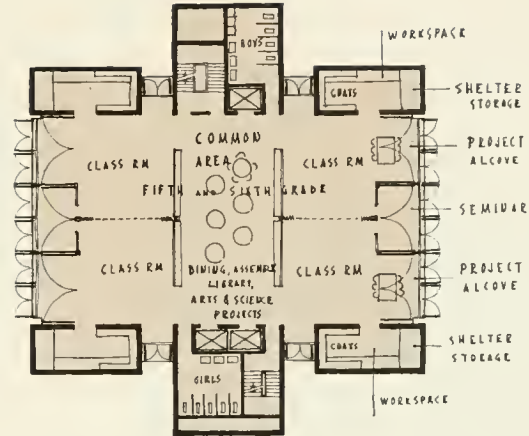 BOYS
WORKSPACE
COATS
SHELTER
STORAGE
COMMON
AREA
CLASS RM
CLASS RM
PROJECT
ALCOVE
FIFTH AND SIXTH GRADE
SEMINAR
CLASS RM
CLASS RM
DINING, ASSEMBLY
LIBRARY,
ARTS & SCIENCE
PROJECTS
PROJECT
ALCOVE
COATS
SHELTER
STORAGE
GIRLS
WORKSPACE